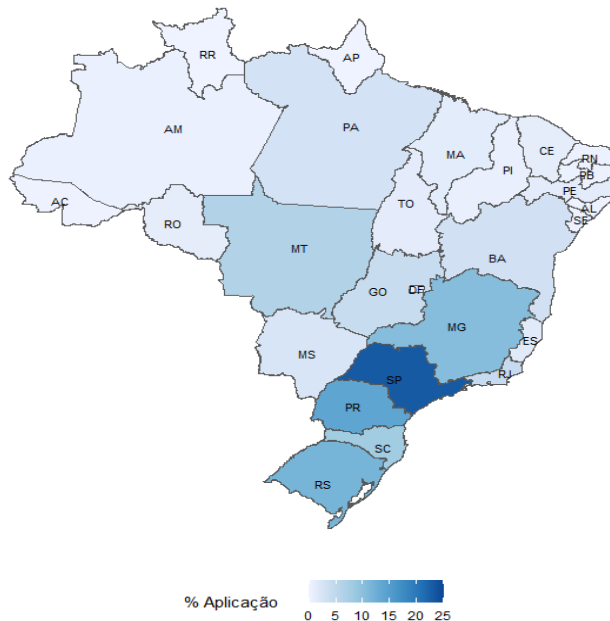 RR
AP
AM
PA
MA
CE
RN
PB
PI
PE
AC
TO
AL
SE
RO
MT
BA
GO
DF
MG
MS
ES
SP
RJ
PR
SC
RS
% Aplicação
0 5 10 15 20 25